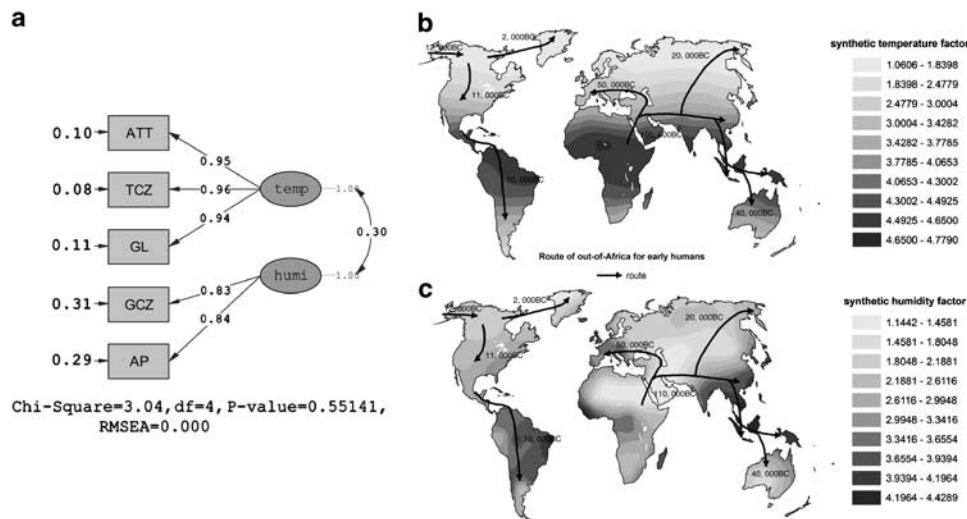 a
0.10
ATT
0.95
0.08
TCZ
0.96
temp
1.00
0.94
0.11
GL
0.30
humi
1.00
0.31
GCZ
0.83
0.84
0.29
AP
Chi-Square=3.04,df=4,P-value=0.55141,
RMSEA=0.000
b
2, 000BC
11, 000BC
20, 000BC
50, 000BC
10, 000BC
40, 000BC
Route of out-of-Africa for early humans
route
synthetic temperature factor
1.0606 - 1.8398
1.8398 - 2.4779
2.4779 - 3.0004
3.0004 - 3.4282
3.4282 - 3.7785
3.7785 - 4.0653
4.0653 - 4.3002
4.3002 - 4.4925
4.4925 - 4.6500
4.6500 - 4.7790
c
2, 000BC
11, 000BC
20, 000BC
50, 000BC
110, 000BC
10, 000BC
40, 000BC
synthetic humidity factor
1.1442 - 1.4581
1.4581 - 1.8048
1.8048 - 2.1881
2.1881 - 2.6116
2.6116 - 2.9948
2.9948 - 3.3416
3.3416 - 3.6554
3.6554 - 3.9394
3.9394 - 4.1964
4.1964 - 4.4289